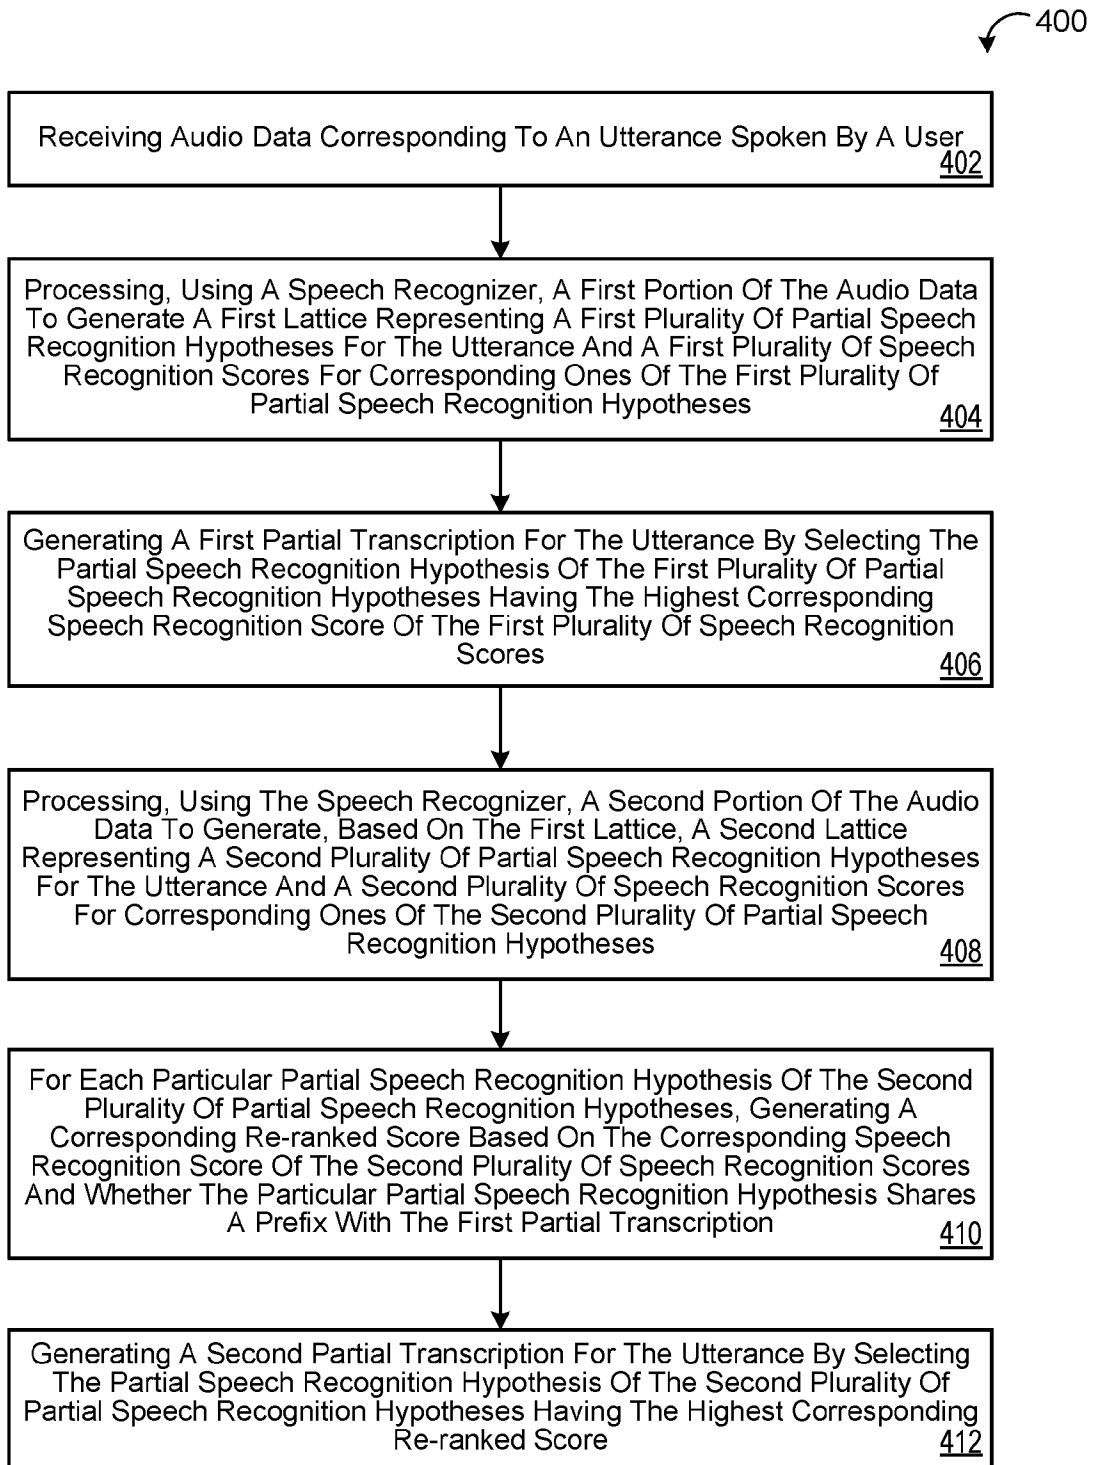 400
Receiving Audio Data Corresponding To An Utterance Spoken By A User
402
Processing, Using A Speech Recognizer, A First Portion Of The Audio Data
To Generate A First Lattice Representing A First Plurality Of Partial Speech
Recognition Hypotheses For The Utterance And A First Plurality Of Speech
Recognition Scores For Corresponding Ones Of The First Plurality Of
Partial Speech Recognition Hypotheses
404
Generating A First Partial Transcription For The Utterance By Selecting The
Partial Speech Recognition Hypothesis Of The First Plurality Of Partial
Speech Recognition Hypotheses Having The Highest Corresponding
Speech Recognition Score Of The First Plurality Of Speech Recognition
Scores
406
Processing, Using The Speech Recognizer, A Second Portion Of The Audio
Data To Generate, Based On The First Lattice, A Second Lattice
Representing A Second Plurality Of Partial Speech Recognition Hypotheses
For The Utterance And A Second Plurality Of Speech Recognition Scores
For Corresponding Ones Of The Second Plurality Of Partial Speech
Recognition Hypotheses
408
For Each Particular Partial Speech Recognition Hypothesis Of The Second
Plurality Of Partial Speech Recognition Hypotheses, Generating A
Corresponding Re-ranked Score Based On The Corresponding Speech
Recognition Score Of The Second Plurality Of Speech Recognition Scores
And Whether The Particular Partial Speech Recognition Hypothesis Shares
A Prefix With The First Partial Transcription
410
Generating A Second Partial Transcription For The Utterance By Selecting
The Partial Speech Recognition Hypothesis Of The Second Plurality Of
Partial Speech Recognition Hypotheses Having The Highest Corresponding
Re-ranked Score
412